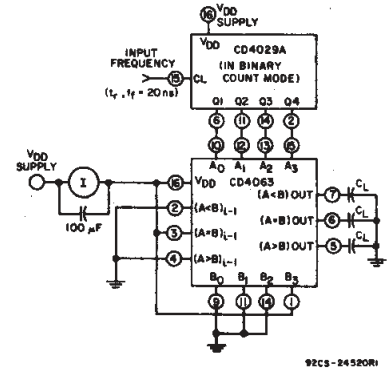 16 VDD SUPPLY
VDD
CD4029A
(IN BINARY COUNT MODE)
INPUT FREQUENCY
15 CL
(tr, tf = 20ns)
Q1 Q2 Q3 Q4
6 11 14 2
10 12 13 15
A0 A1 A2 A3
VDD SUPPLY
I
100 µF
16 VDD
CD4063
2 (A<B)i-1
3 (A=B)i-1
4 (A>B)i-1
(A<B) OUT 7 CL
(A=B) OUT 6 CL
(A>B) OUT 5 CL
B0 B1 B2 B3
9 11 14 1
92CS-24520R1